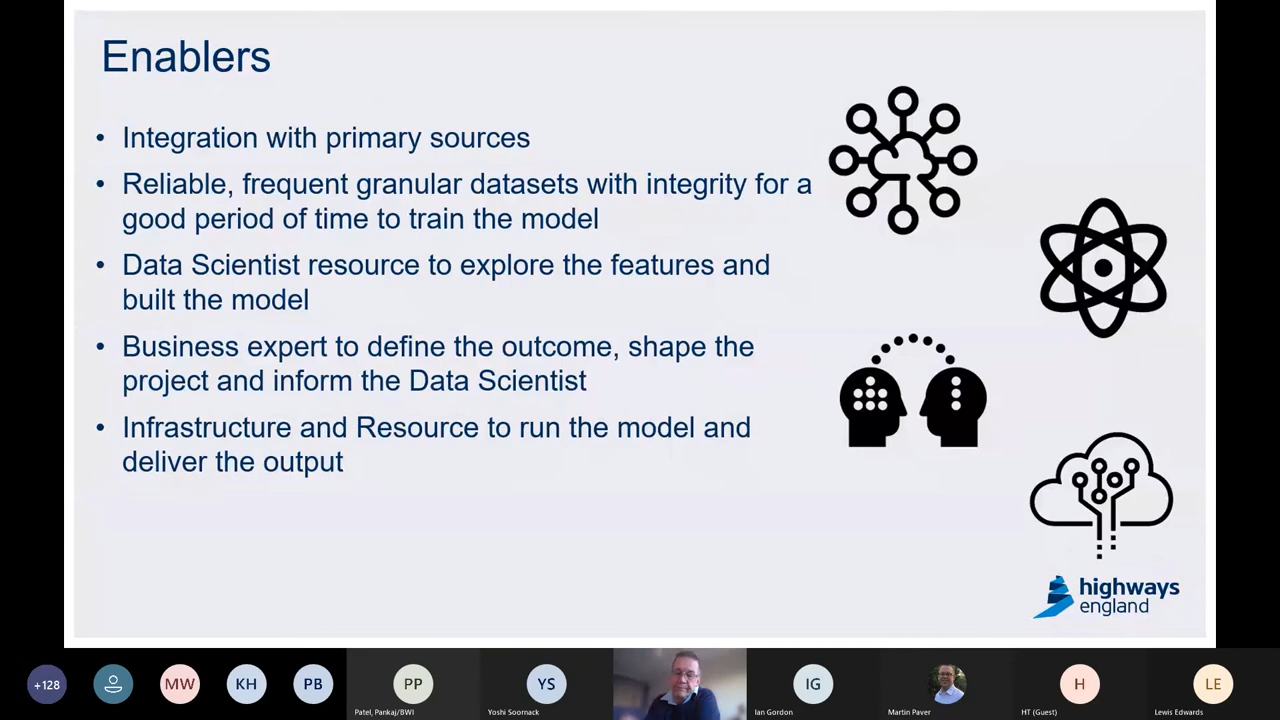 Enablers
• Integration with primary sources
• Reliable, frequent granular datasets with integrity for a
good period of time to train the model
• Data Scientist resource to explore the features and
built the model
• Business expert to define the outcome, shape the
project and inform the Data Scientist
• Infrastructure and Resource to run the model and
deliver the output
highways
england
+128
MW
KH
PB
PP
YS
IG
H
LE
Patel, Pankaj/BWI
Yoshi Soornack
Ian Gordon
Martin Paver
HT (Guest)
Lewis Edwards